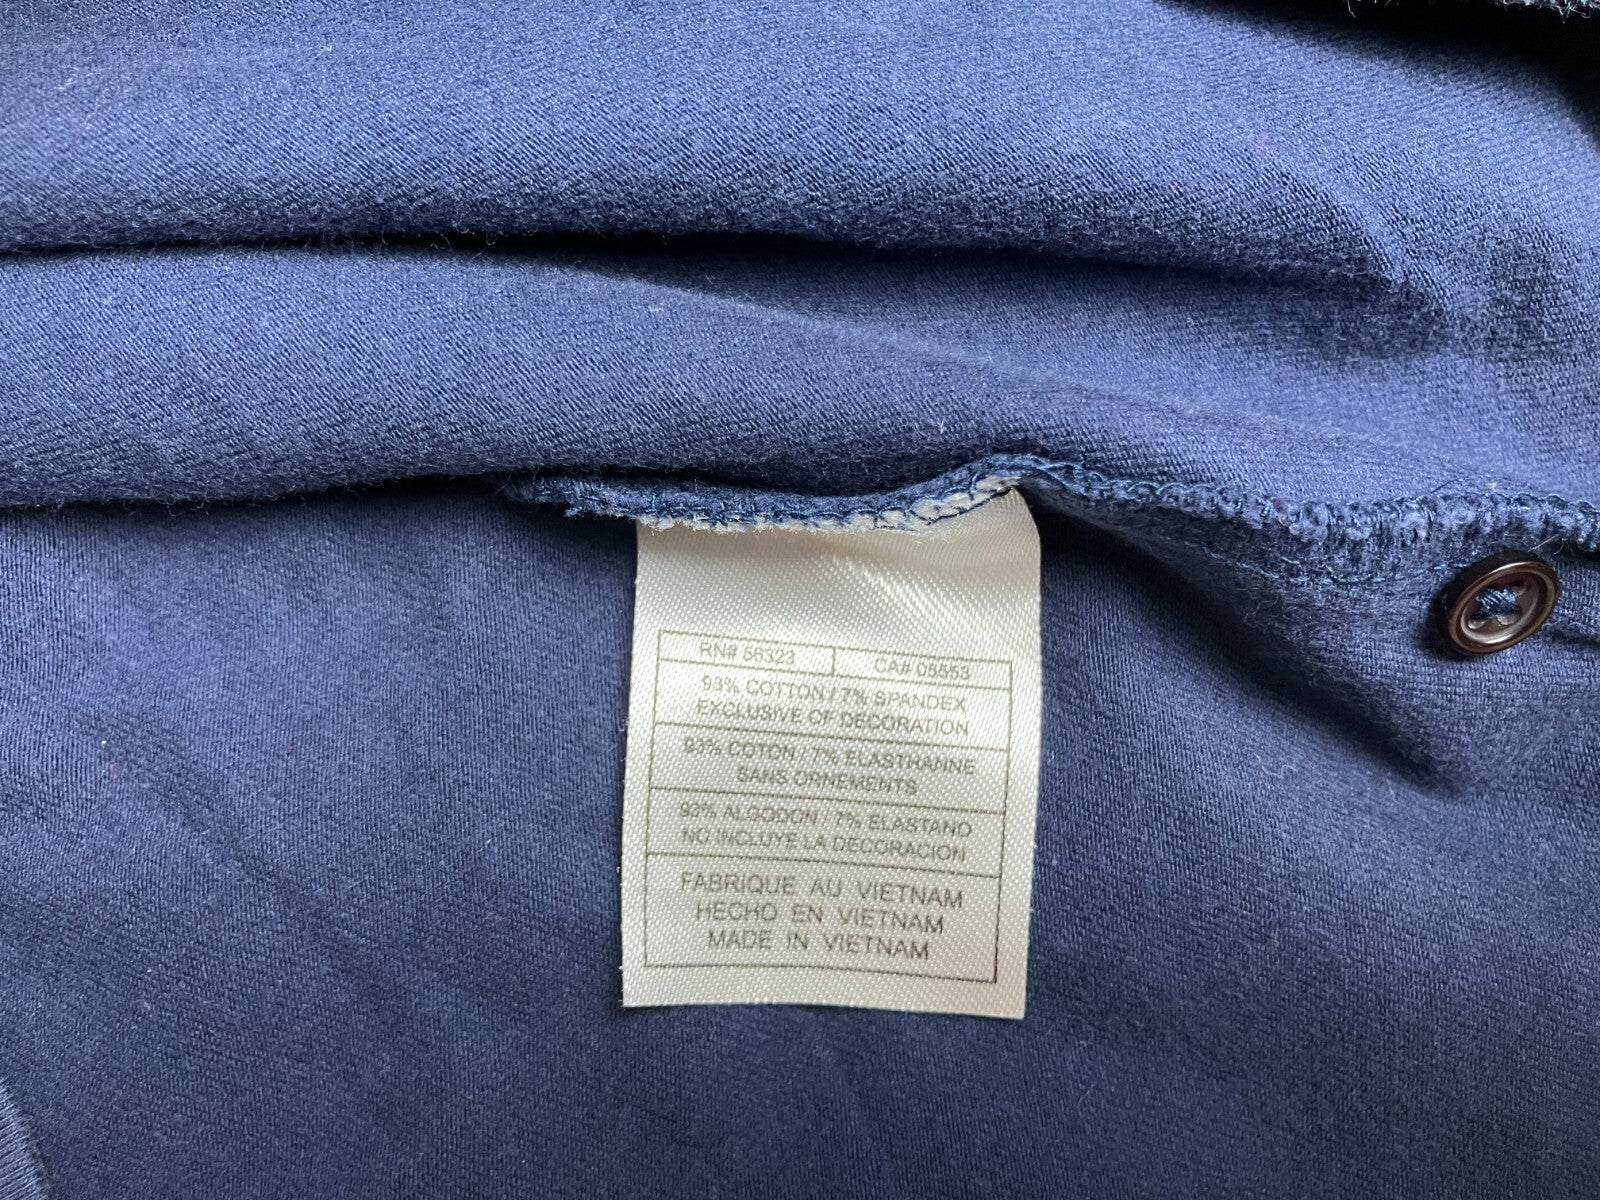 RN# 56323 CA# 05553
93% COTTON / 7% SPANDEX
EXCLUSIVE OF DECORATION
93% COTON / 7% ELASTHANNE
SANS ORNEMENTS
93% ALGODON / 7% ELASTANO
NO INCLUYE LA DECORACION
FABRIQUE AU VIETNAM
HECHO EN VIETNAM
MADE IN VIETNAM